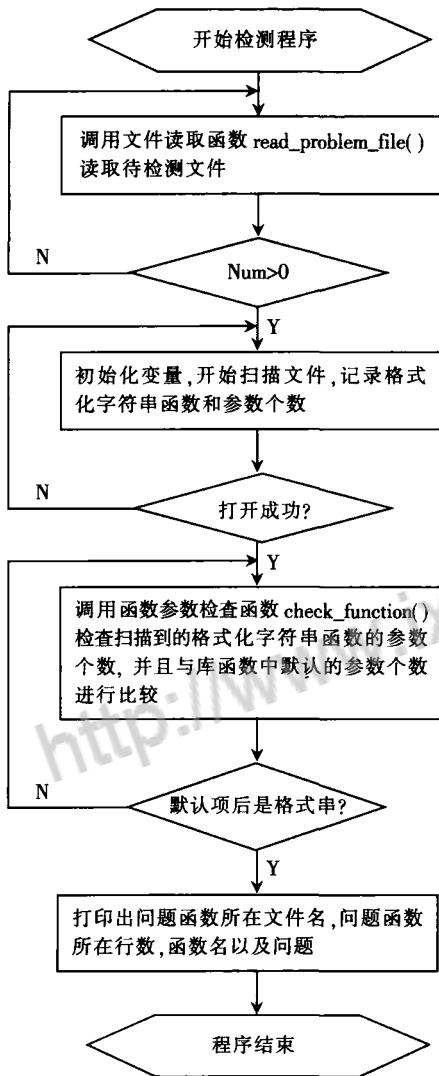 开始检测程序
调用文件读取函数 read_problem_file()
读取待检测文件
N
Num>0
Y
初始化变量,开始扫描文件,记录格式
化字符串函数和参数个数
N
打开成功?
Y
调用函数参数检查函数 check_function()
检查扫描到的格式化字符串函数的参数
个数, 并且与库函数中默认的参数个数
进行比较
N
默认项后是格式串?
Y
打印出问题函数所在文件名,问题函数
所在行数,函数名以及问题
程序结束
http://www.ix